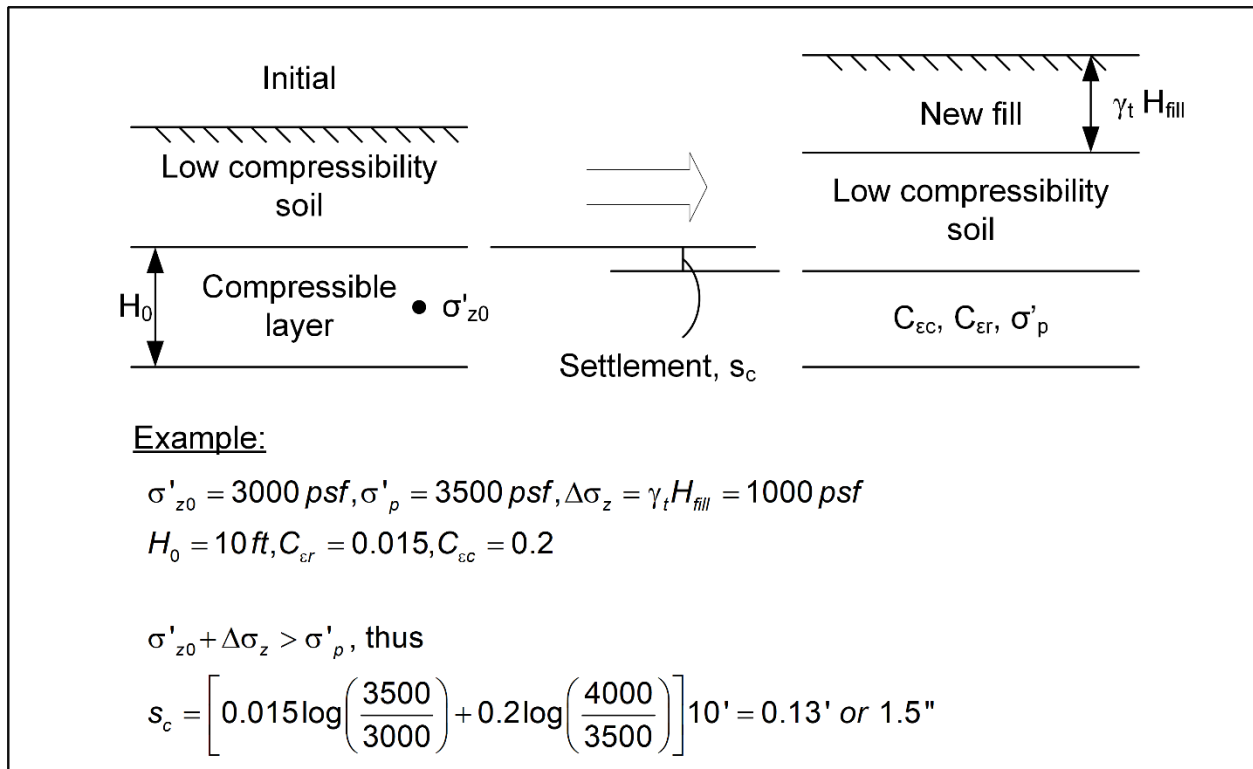 Initial
Low compressibility
soil
H₀
Compressible
layer
σ'z0
Settlement, sc
New fill
γt Hfill
Low compressibility
soil
Cεc, Cεr, σ’p
Example:
σ'z0 = 3000 psf, σ'p = 3500 psf, Δσz = γt Hfill = 1000 psf
H₀ = 10 ft, Cεr = 0.015, Cεc = 0.2
σ'z0 + Δσz > σ'p, thus
sc = [0.015 log(3500/3000) + 0.2 log(4000/3500)] 10' = 0.13' or 1.5"